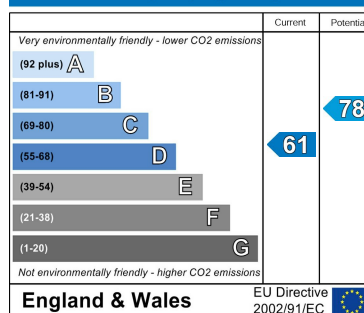 Current Potential
Very environmentally friendly - lower CO2 emissions
(92 plus) A
(81-91) B
78
(69-80) C
61
(55-68) D
(39-54) E
(21-38) F
(1-20) G
Not environmentally friendly - higher CO2 emissions
England & Wales
EU Directive
2002/91/EC